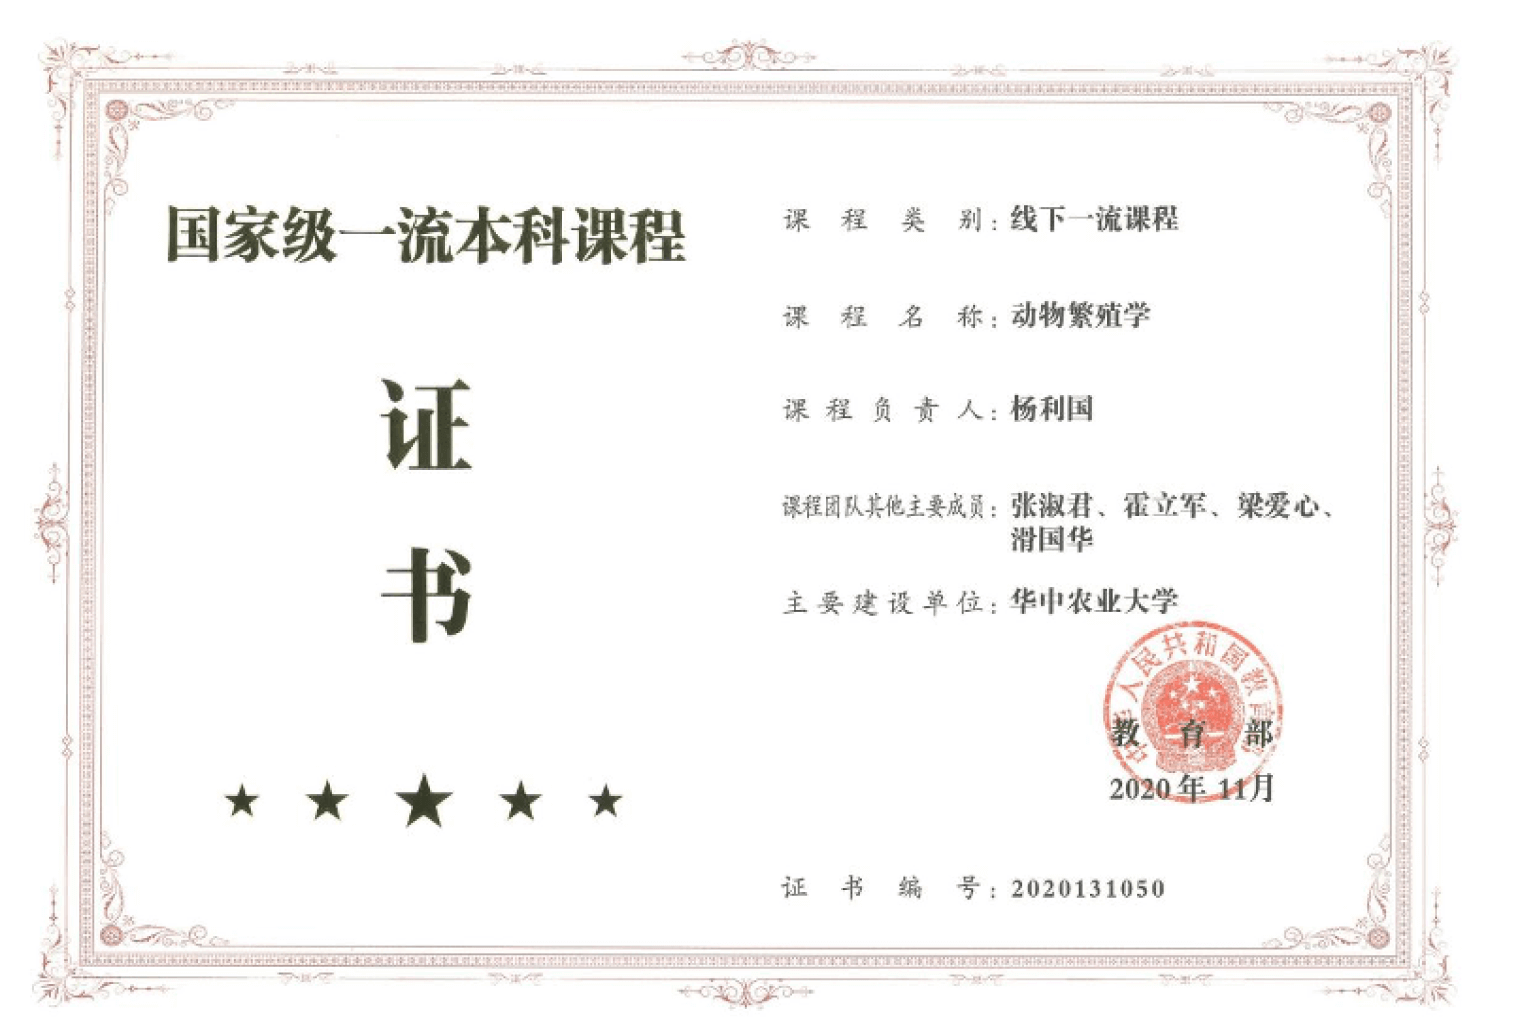 国家级一流本科课程
证
书
课程类别：线下一流课程
课程名称：动物繁殖学
课程负责人：杨利国
课程团队其他主要成员：张淑君、霍立军、梁爱心、
滑国华
主要建设单位：华中农业大学
中华人民共和国教育部
教育部
2020年11月
证书编号：2020131050